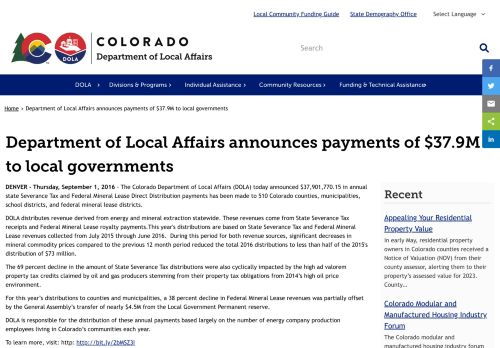 Local Community Funding Guide
State Demography Office
Select Language
COLORADO
Department of Local Affairs
DOLA
Search
DOLA
Divisions & Programs
Individual Assistance
Community Resources
Funding & Technical Assistance
Home > Department of Local Affairs announces payments of $37.9M to local governments
Department of Local Affairs announces payments of $37.9M
to local governments
DENVER - Thursday, September 1, 2016 - The Colorado Department of Local Affairs (DOLA) today announced $37,901,770.15 in annual
state Severance Tax and Federal Mineral Lease Direct Distribution payments has been made to 510 Colorado counties, municipalities,
school districts, and federal mineral lease districts.
DOLA distributes revenue derived from energy and mineral extraction statewide. These revenues come from State Severance Tax
receipts and Federal Mineral Lease royalty payments.This year's distributions are based on State Severance Tax and Federal Mineral
Lease revenues collected from July 2015 through June 2016. During this period for both revenue sources, significant decreases in
mineral commodity prices compared to the previous 12 month period reduced the total 2016 distributions to less than half of the 2015's
distribution of $73 million.
The 69 percent decline in the amount of State Severance Tax distributions were also cyclically impacted by the high ad valorem
property tax credits claimed by oil and gas producers stemming from their property tax obligations from 2014's high oil price
environment.
For this year's distributions to counties and municipalities, a 38 percent decline in Federal Mineral Lease revenues was partially offset
by the General Assembly's transfer of nearly $4.5M from the Local Government Permanent reserve.
DOLA is responsible for the distribution of these annual payments based largely on the number of energy company production
employees living in Colorado's communities each year.
To learn more, visit: http: http://bit.ly/2bMSZ3l
Recent
Appealing Your Residential
Property Value
In early May, residential property
owners in Colorado counties received a
Notice of Valuation (NOV) from their
county assessor, alerting them to their
property's assessed value for 2023.
County...
Colorado Modular and
Manufactured Housing Industry
Forum
The Colorado modular and
manufactured housing industry forum